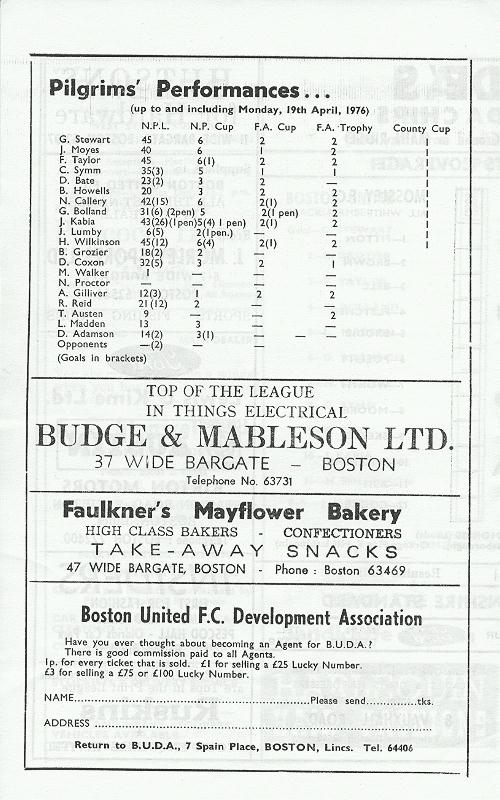 Pilgrims' Performances...
(up to and including Monday, 19th April, 1976)
N.P.L. N.P. Cup F.A. Cup F.A. Trophy County Cup
G. Stewart 45 6 2 2 1
J. Moyes 40 6 1 2 1
F. Taylor 45 6(1) 2 2 1
C. Symm 35(3) 5 1 1 1
D. Bate 23(2) 3 2 — 1
B. Howells 20 3 2 2 1
N. Callery 42(15) 6 2(1) 2 1
G. Bolland 31(6) (2pen) 5 2(1 pen) 2 1
J. Kabia 43(26)(1pen) 5(4) 1 pen) 2(1) 2 1
J. Lumby 6(5) 2(1pen.) — — 1
H. Wilkinson 45(12) 6(4) 2(1) 2 1
B. Grozier 18(2) 2 — —
D. Coxon 32(5) 3 2 1
M. Walker 1 — — —
N. Proctor — — — —
A. Gilliver 12(3) 1 2 2
R. Reid 21(12) 2 — —
T. Austen 9 — — 2
L. Madden 13 3 — —
D. Adamson 14(2) 3(1) — — —
Opponents —(2) — — —
(Goals in brackets)
TOP OF THE LEAGUE
IN THINGS ELECTRICAL
BUDGE & MABLESON LTD.
37 WIDE BARGATE – BOSTON
Telephone No. 63731
Faulkner's Mayflower Bakery
HIGH CLASS BAKERS - CONFECTIONERS
TAKE-AWAY SNACKS
47 WIDE BARGATE, BOSTON - Phone : Boston 63469
Boston United F.C. Development Association
Have you ever thought about becoming an Agent for B.U.D.A.?
There is good commission paid to all Agents.
1p. for every ticket that is sold. £1 for selling a £25 Lucky Number.
£3 for selling a £75 or £100 Lucky Number.
NAME..........Please send..........tks.
ADDRESS ..........
Return to B.U.D.A., 7 Spain Place, BOSTON, Lincs. Tel. 64406